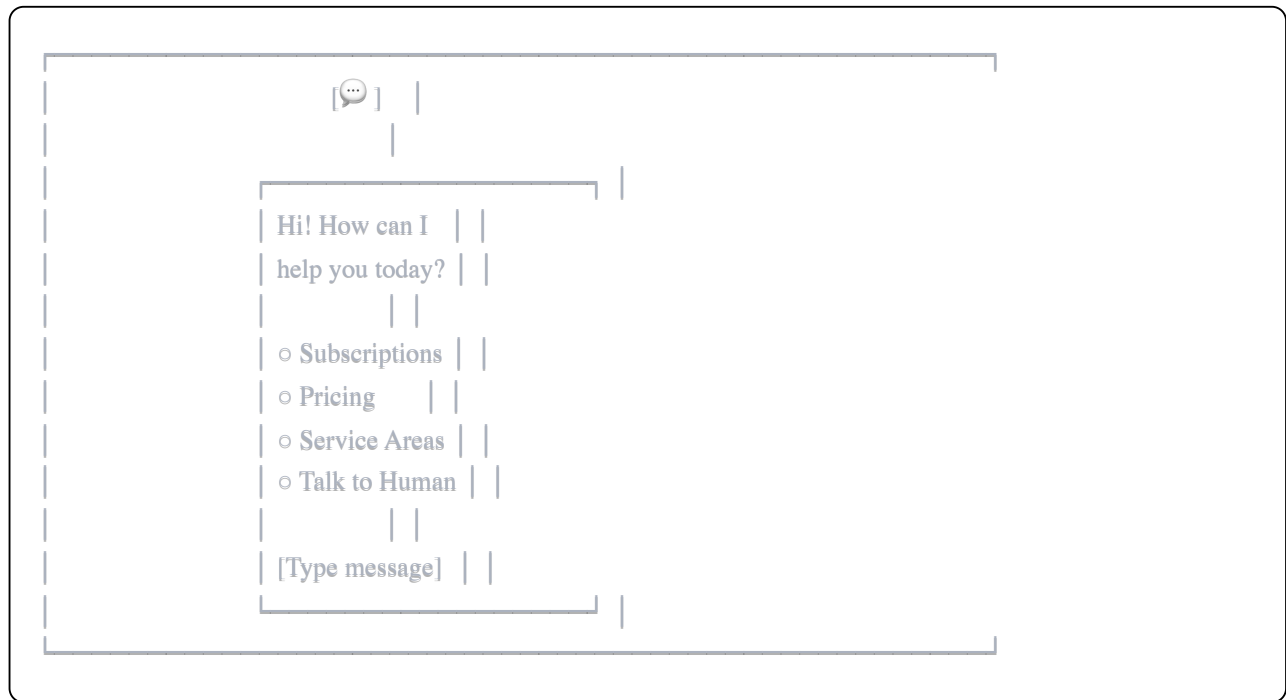 [💬]
Hi! How can I
help you today?
○ Subscriptions
○ Pricing
○ Service Areas
○ Talk to Human
[Type message]